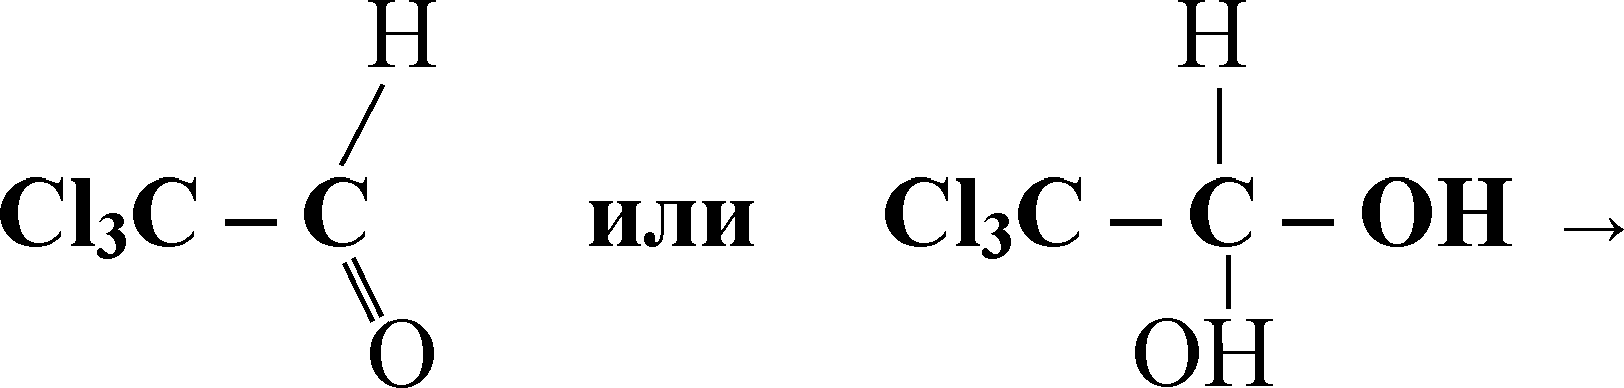 H H
Cl₃C – C или Cl₃C – C – OH →
O OH